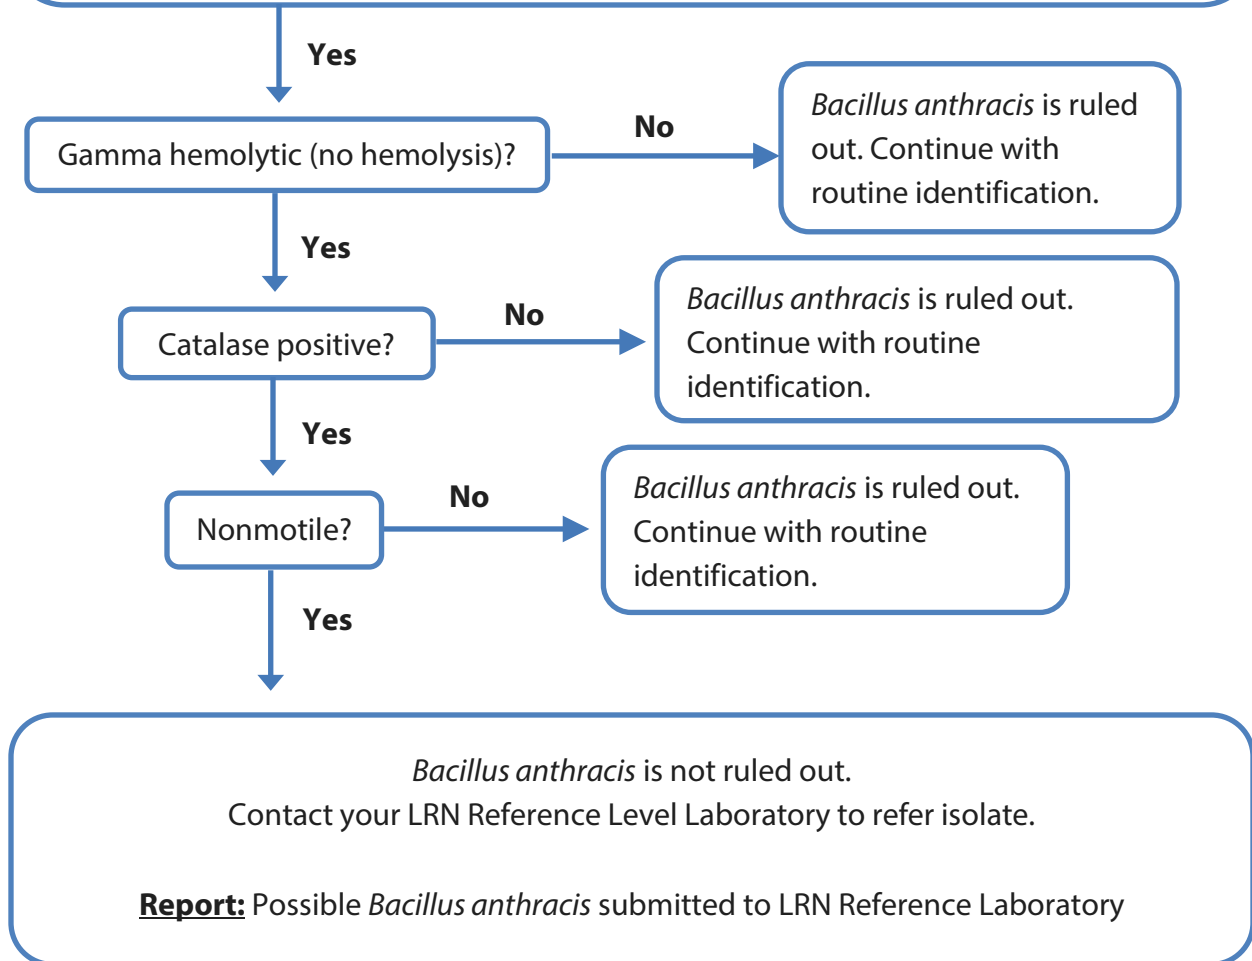 Yes
Gamma hemolytic (no hemolysis)?
No
Bacillus anthracis is ruled
out. Continue with
routine identification.
Yes
Catalase positive?
No
Bacillus anthracis is ruled out.
Continue with routine
identification.
Yes
Nonmotile?
No
Bacillus anthracis is ruled out.
Continue with routine
identification.
Yes
Bacillus anthracis is not ruled out.
Contact your LRN Reference Level Laboratory to refer isolate.
Report: Possible Bacillus anthracis submitted to LRN Reference Laboratory